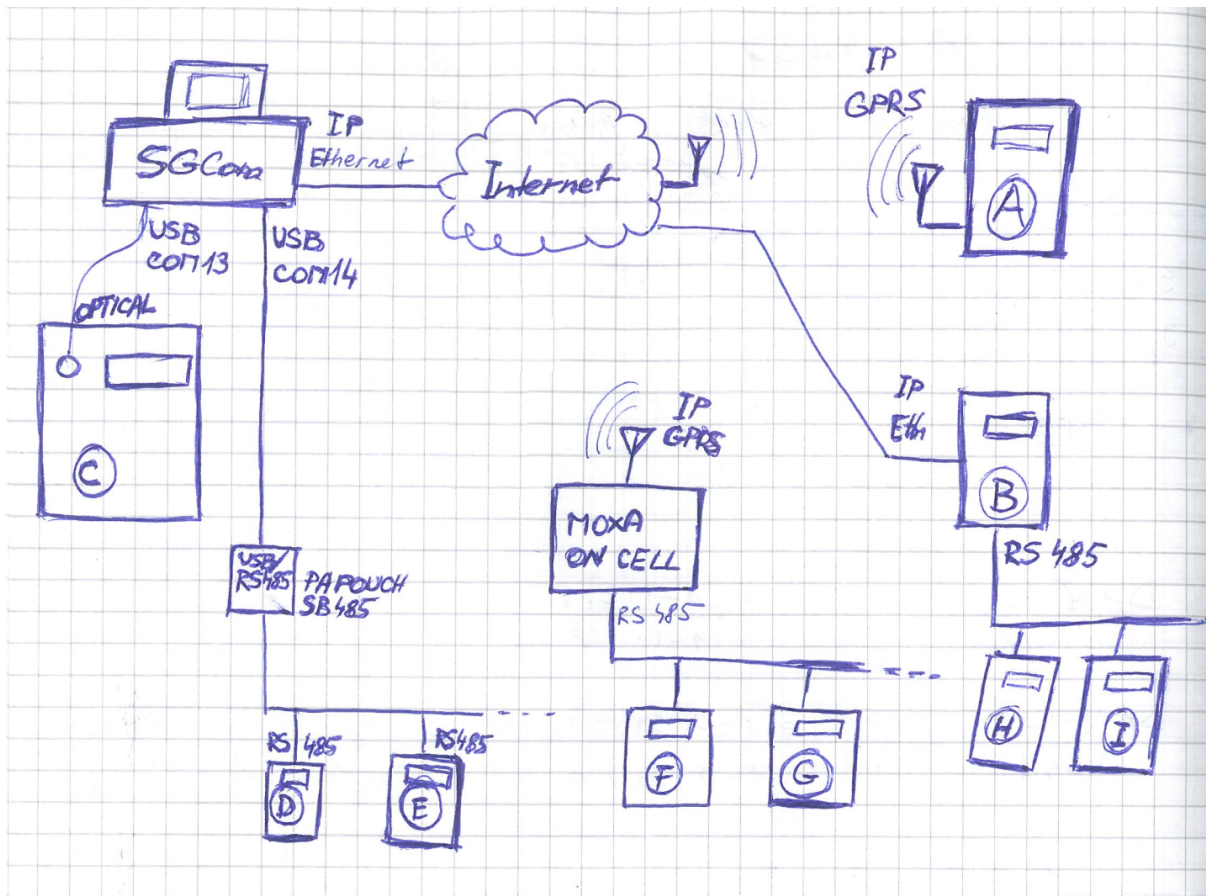 IP
GPRS
IP
Ethernet
SGCom
Internet
A
USB
COM13
USB
COM14
OPTICAL
C
IP
GPRS
IP
Eth
B
MOXA
ON CELL
RS 485
USB/
RS485
PAPOUCH
SB485
RS 485
RS 485
RS485
D
E
F
G
H
I